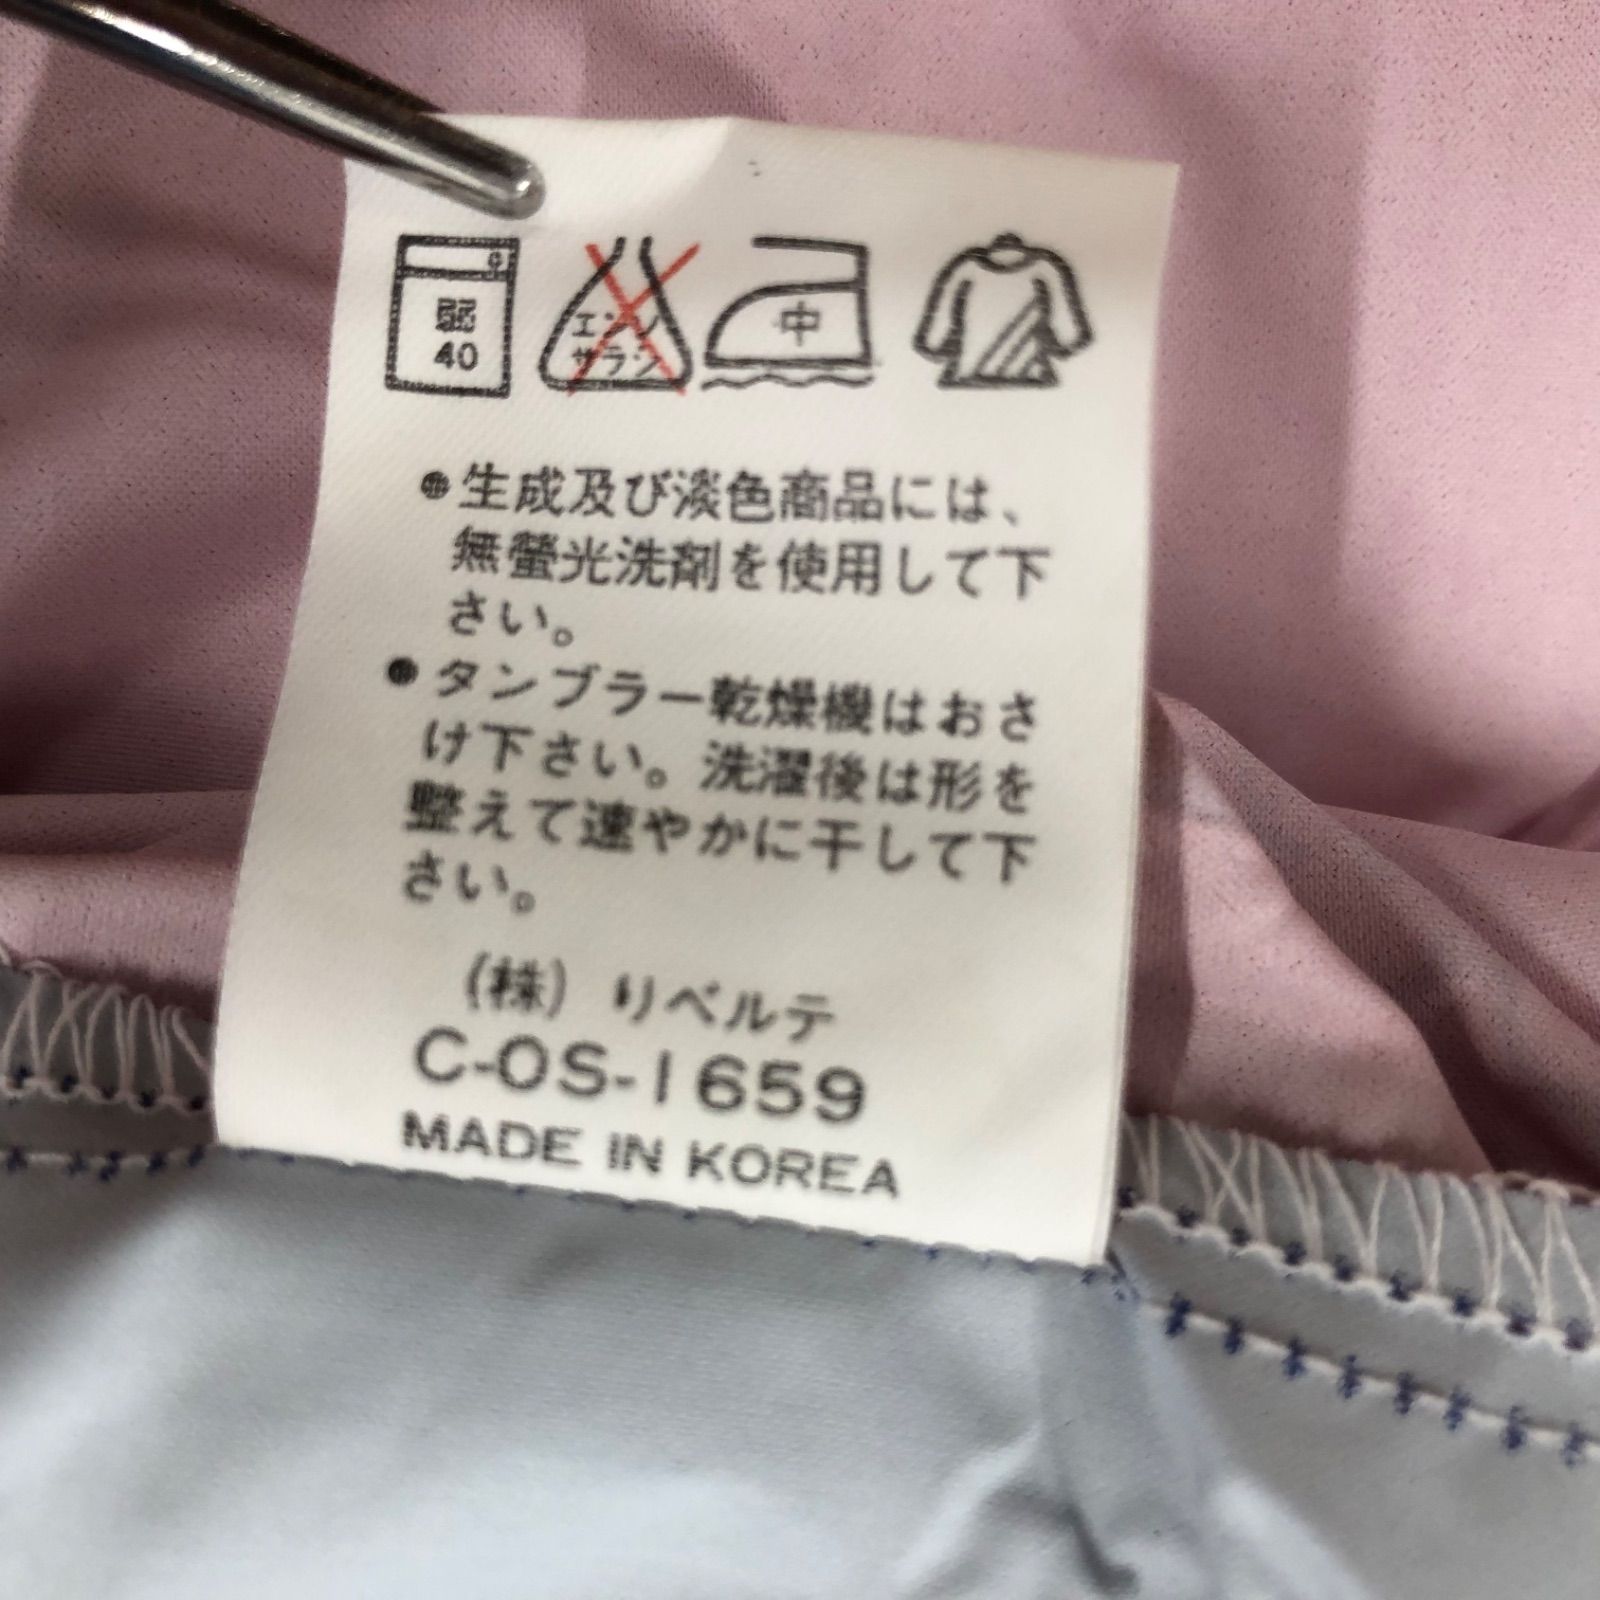 弱
40
エンソ
サラシ
中
●生成及び淡色商品には、
無螢光洗剤を使用して下
さい。
●タンブラー乾燥機はおさ
け下さい。洗濯後は形を
整えて速やかに干して下
さい。
(株) リベルテ
C-OS-1659
MADE IN KOREA